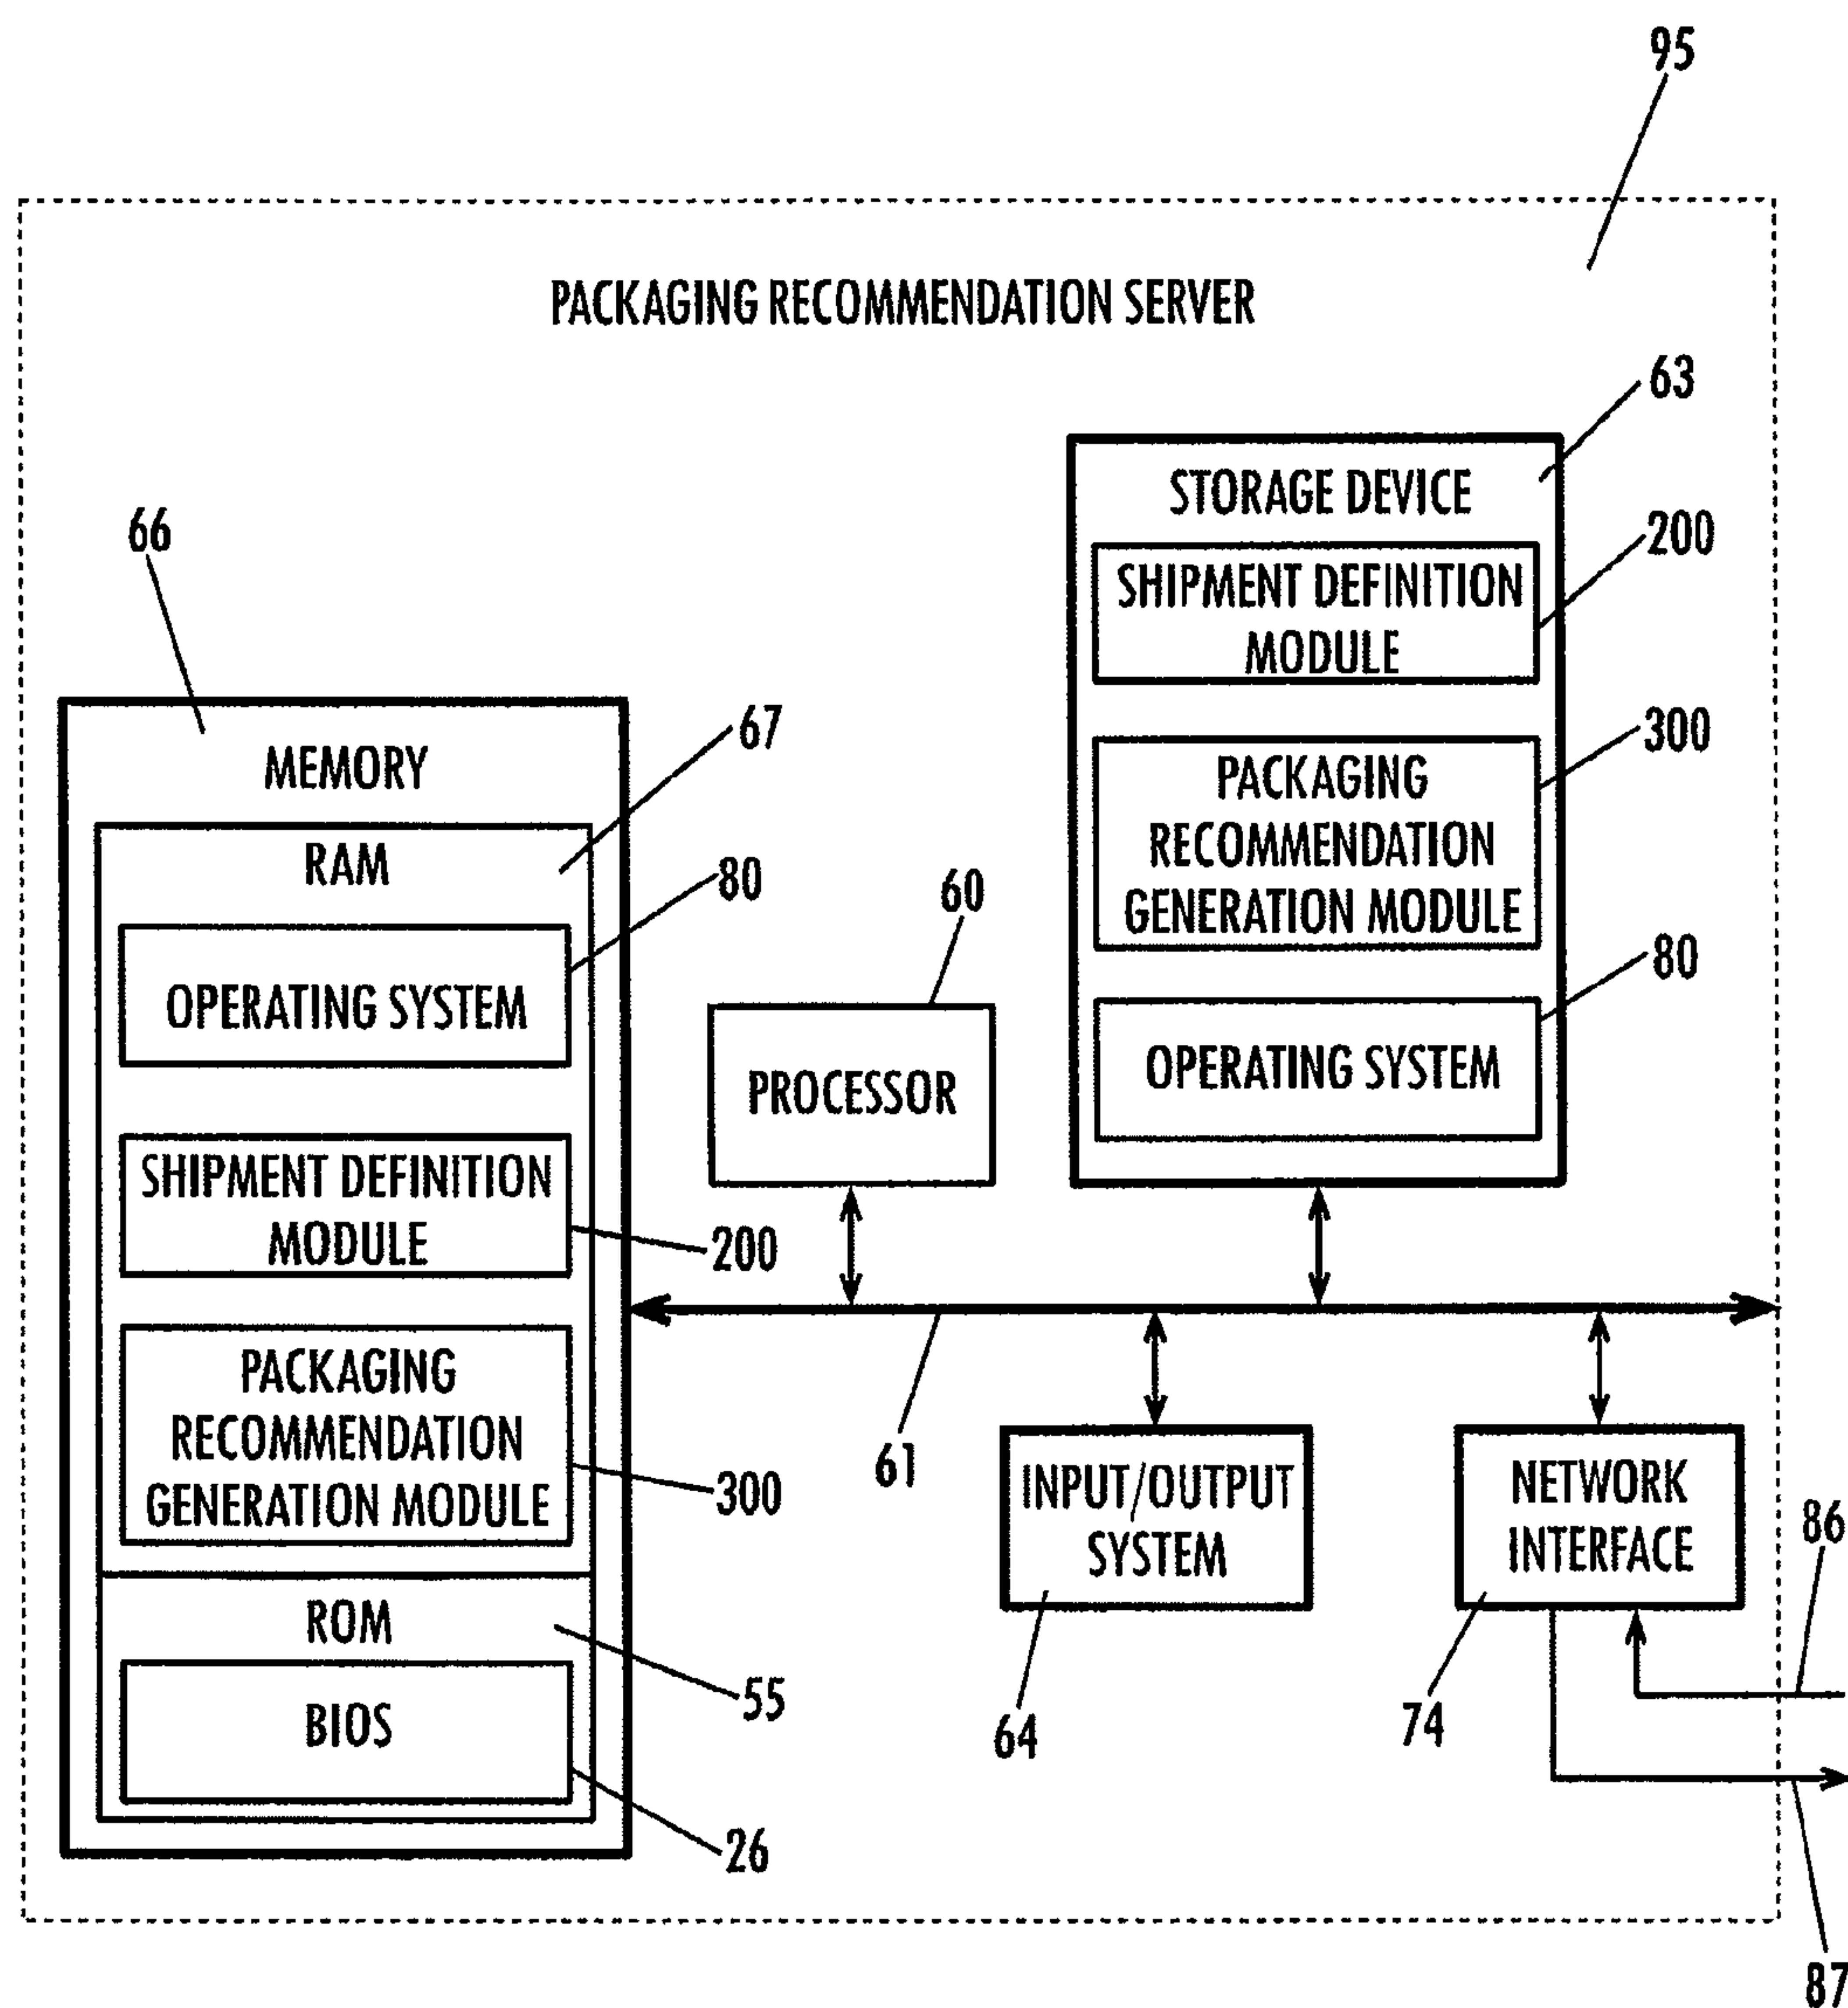 95
PACKAGING RECOMMENDATION SERVER
63
STORAGE DEVICE
200
SHIPMENT DEFINITION
MODULE
300
PACKAGING
RECOMMENDATION
GENERATION MODULE
80
OPERATING SYSTEM
66
MEMORY
67
RAM
80
OPERATING SYSTEM
SHIPMENT DEFINITION
MODULE
200
PACKAGING
RECOMMENDATION
GENERATION MODULE
300
ROM
55
BIOS
26
60
PROCESSOR
61
INPUT/OUTPUT
SYSTEM
64
NETWORK
INTERFACE
74
86
87